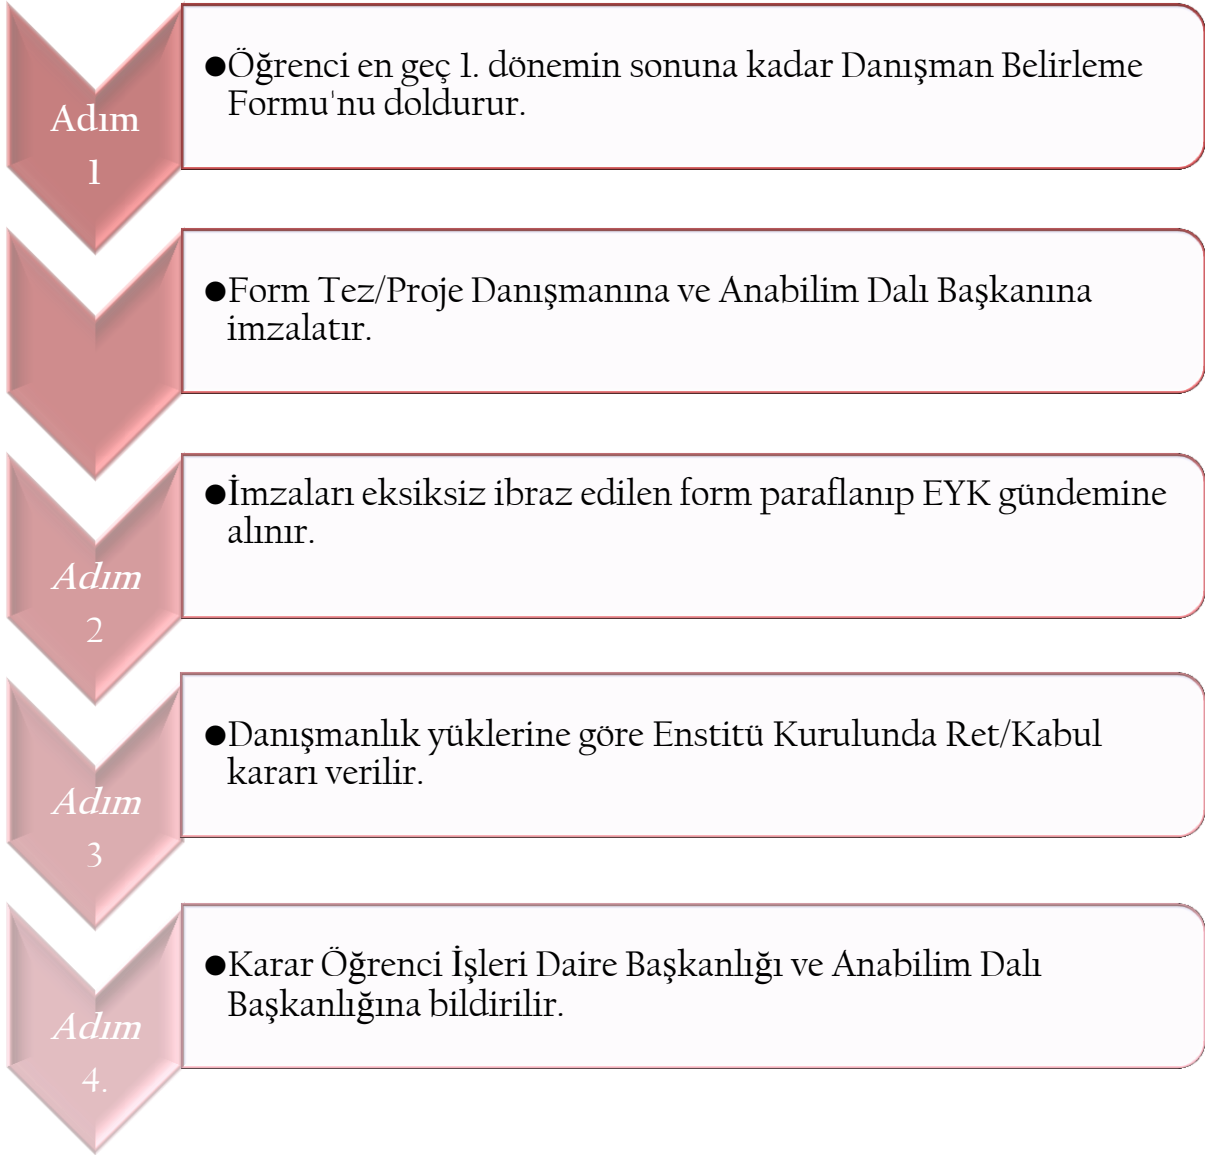 Adım
1
●Öğrenci en geç 1. dönemin sonuna kadar Danışman Belirleme
Formu'nu doldurur.
●Form Tez/Proje Danışmanına ve Anabilim Dalı Başkanına
imzalatır.
Adım
2
●İmzaları eksiksiz ibraz edilen form paraflanıp EYK gündemine
alınır.
Adım
3
●Danışmanlık yüklerine göre Enstitü Kurulunda Ret/Kabul
kararı verilir.
Adım
4.
●Karar Öğrenci İşleri Daire Başkanlığı ve Anabilim Dalı
Başkanlığına bildirilir.